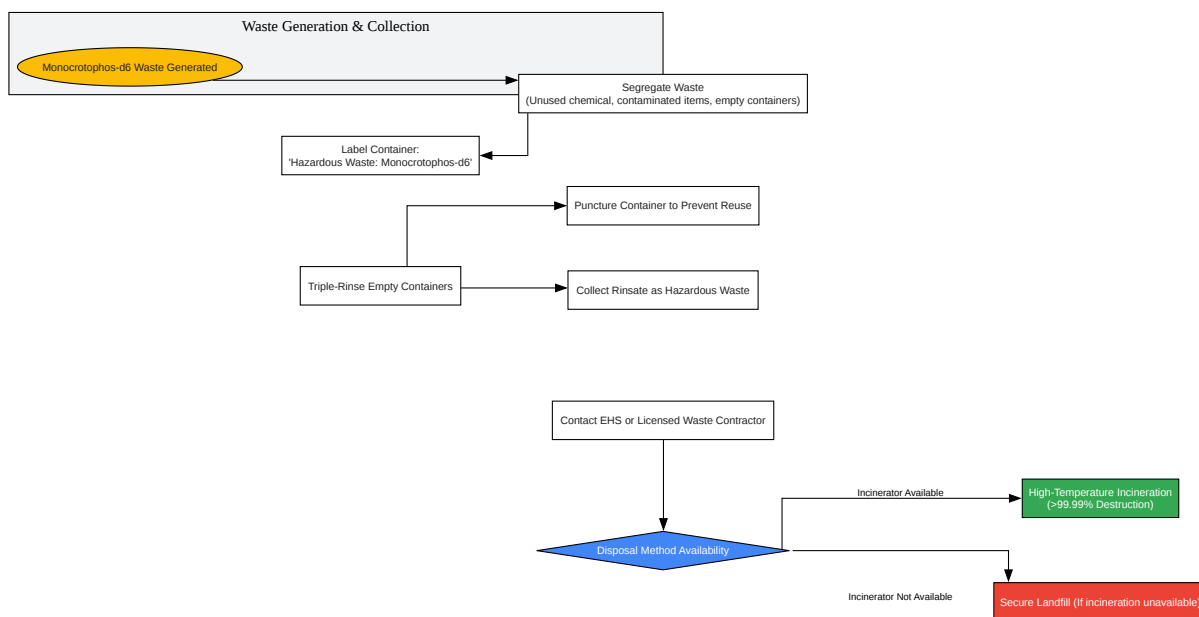 Waste Generation & Collection
Monocrotophos-d6 Waste Generated
Segregate Waste
(Unused chemical, contaminated items, empty containers)
Label Container:
'Hazardous Waste: Monocrotophos-d6'
Puncture Container to Prevent Reuse
Triple-Rinse Empty Containers
Collect Rinsate as Hazardous Waste
Contact EHS or Licensed Waste Contractor
Incinerator Available
High-Temperature Incineration
(>99.99% Destruction)
Disposal Method Availability
Incinerator Not Available
Secure Landfill (If incineration unavailable)